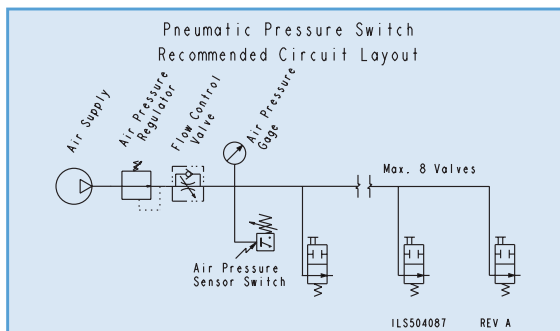 Pneumatic Pressure Switch
Recommended Circuit Layout
Air Supply
Air Pressure
Regulator
Flow Control
Valve
Air Pressure
Gage
Max. 8 Valves
Air Pressure
Sensor Switch
ILS504087 REV A